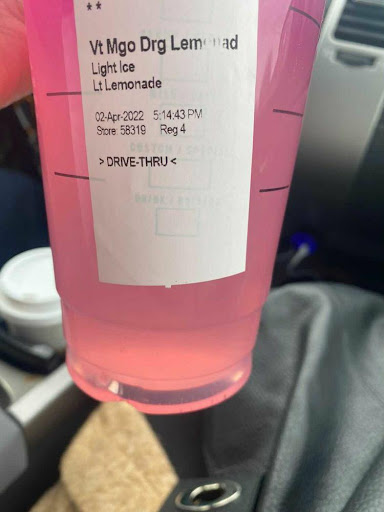 **
Vt Mgo Drg Lemonad
Light Ice
Lt Lemonade
02-Apr-2022 5:14:43 PM
Store: 58319 Reg 4
> DRIVE-THRU <